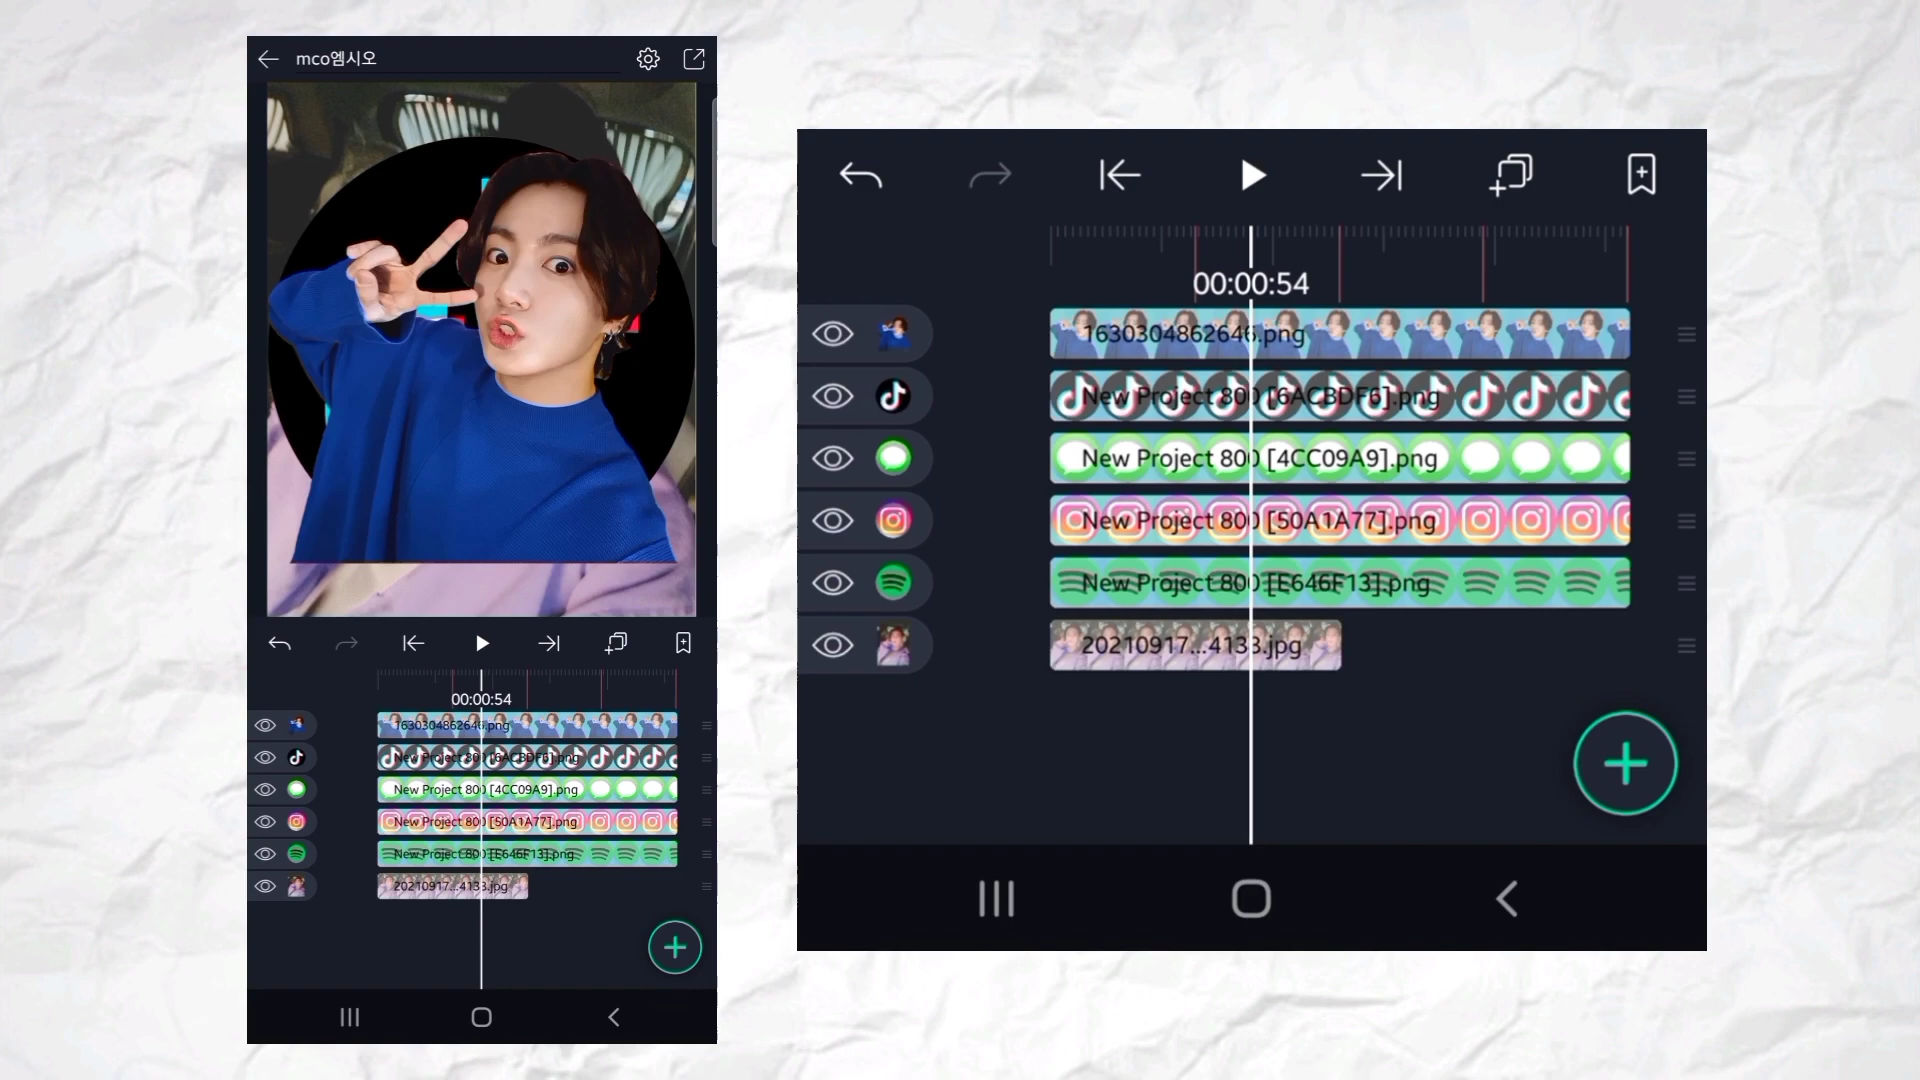 mco엠시오
00:00:54
1630304862646.png
New Project 800 [6ACBDF6].png
New Project 800 [4CC09A9].png
New Project 800 [50A1A77].png
New Project 800 [E646F13].png
20210917...4133.jpg
00:00:54
1630304862646.png
New Project 800 [6ACBDF6].png
New Project 800 [4CC09A9].png
New Project 800 [50A1A77].png
New Project 800 [E646F13].png
20210917...4133.jpg